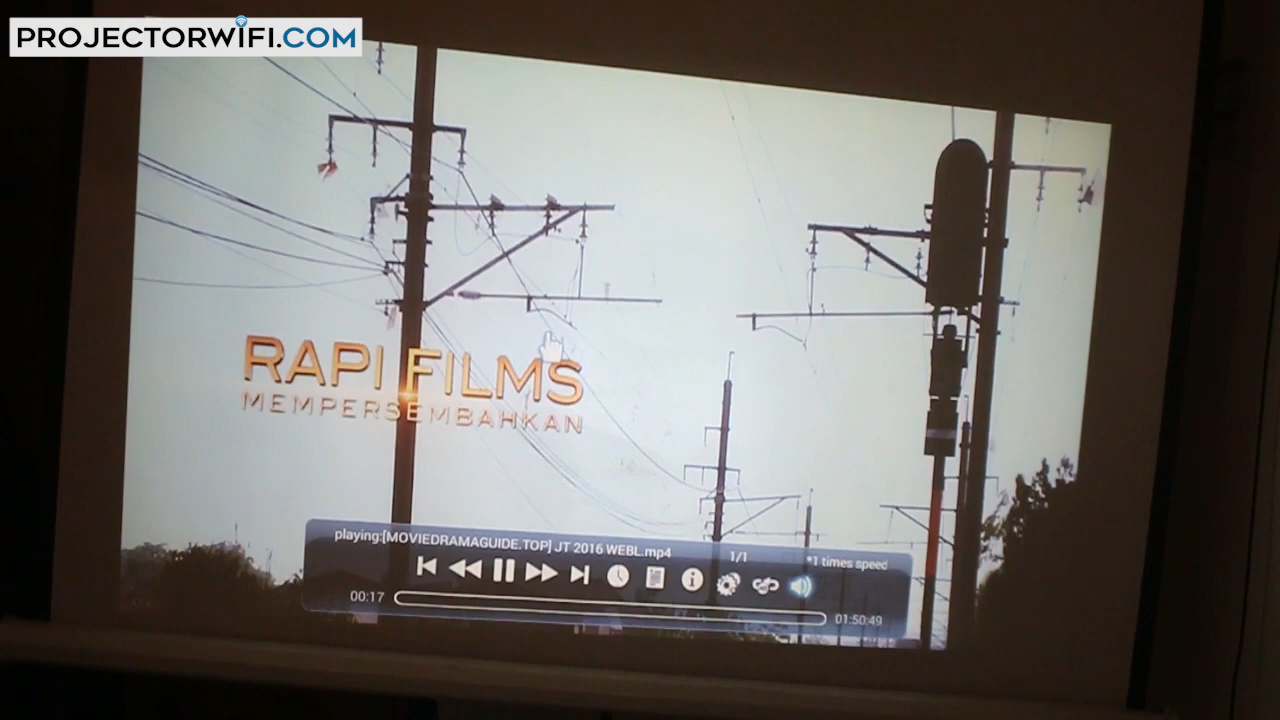 PROJECTORWIFI.COM
RAPI FILMS
MEMPERSEMBAHKAN
playing:[MOVIEDRAMAGUIDE.TOP] JT 2016 WEBL.mp4
1/1
*1 times speed
00:17
01:50:49